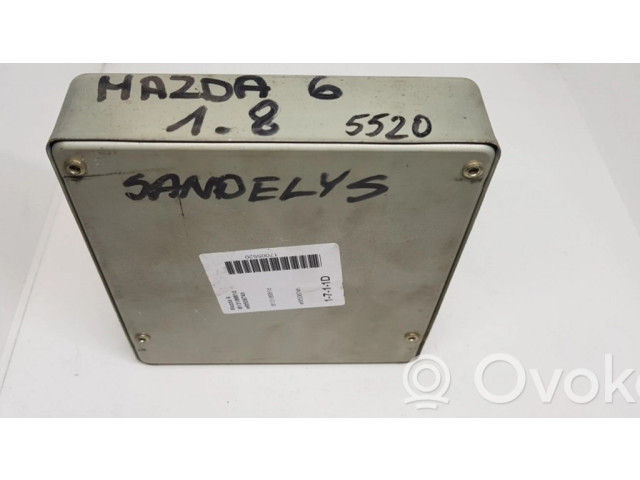 MAZDA 6
1.8 5520
SANDELYS
1-7-1-1D
Ovoko